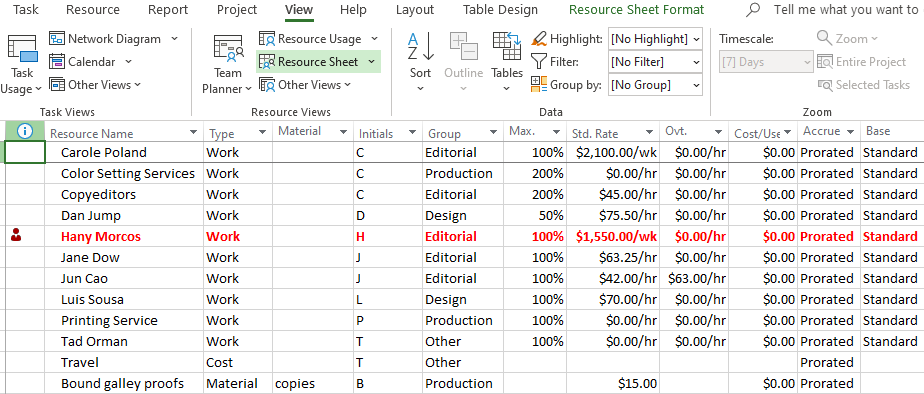 Task Resource Report Project View Help Layout Table Design Resource Sheet Format Tell me what you want to
Network Diagram Resource Usage Highlight: [No Highlight] Timescale: Zoom
Task Usage Calendar Team Planner Resource Sheet Sort Outline Tables Filter: [No Filter] [7] Days Entire Project
Other Views Other Views Group by: [No Group] Selected Tasks
Task Views Resource Views Data Zoom
Resource Name Type Material Initials Group Max. Std. Rate Ovt. Cost/Use Accrue Base
Carole Poland Work C Editorial 100% $2,100.00/wk $0.00/hr $0.00 Prorated Standard
Color Setting Services Work C Production 200% $0.00/hr $0.00/hr $0.00 Prorated Standard
Copyeditors Work C Editorial 200% $45.00/hr $0.00/hr $0.00 Prorated Standard
Dan Jump Work D Design 50% $75.50/hr $0.00/hr $0.00 Prorated Standard
Hany Morcos Work H Editorial 100% $1,550.00/wk $0.00/hr $0.00 Prorated Standard
Jane Dow Work J Editorial 100% $63.25/hr $0.00/hr $0.00 Prorated Standard
Jun Cao Work J Editorial 100% $42.00/hr $63.00/hr $0.00 Prorated Standard
Luis Sousa Work L Design 100% $70.00/hr $0.00/hr $0.00 Prorated Standard
Printing Service Work P Production 100% $0.00/hr $0.00/hr $0.00 Prorated Standard
Tad Orman Work T Other 100% $0.00/hr $0.00/hr $0.00 Prorated Standard
Travel Cost T Other Prorated
Bound galley proofs Material copies B Production $15.00 $0.00 Prorated